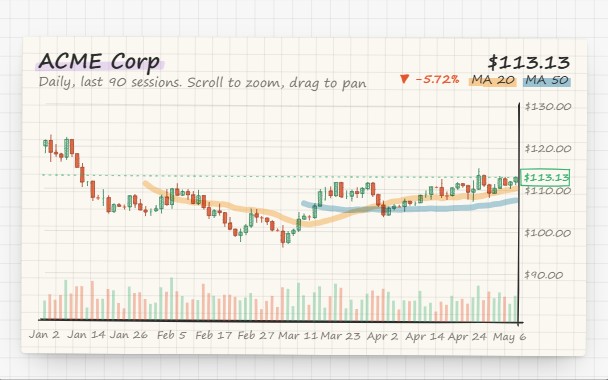 ACME Corp
$113.13
Daily, last 90 sessions. Scroll to zoom, drag to pan
▼ -5.72% MA 20 MA 50
$130.00
$120.00
$113.13
$110.00
$100.00
$90.00
Jan 2 Jan 14 Jan 26 Feb 5 Feb 17 Feb 27 Mar 11 Mar 23 Apr 2 Apr 14 Apr 24 May 6